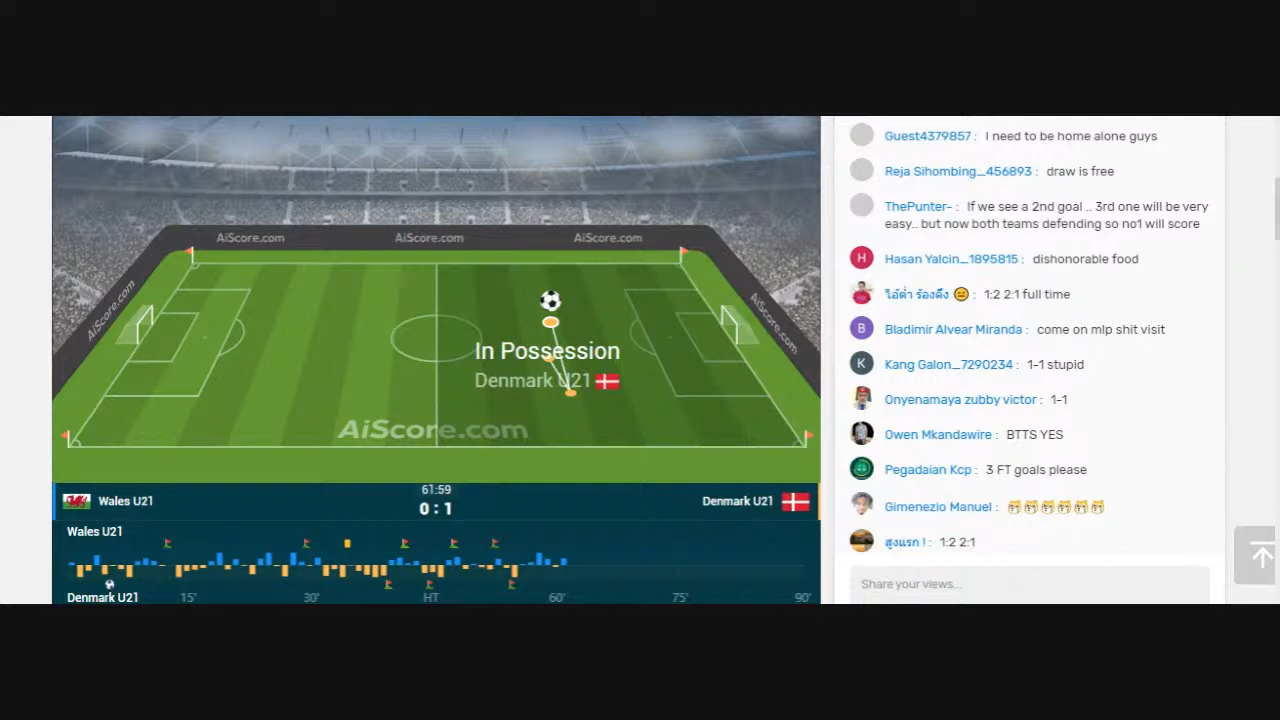 AiScore.com
AiScore.com
AiScore.com
AiScore.com
AiScore.com
In Possession
Denmark U21
AiScore.com
Wales U21
61:59
0 : 1
Denmark U21
Wales U21
Denmark U21
15'
30'
HT
60'
75'
90'
Guest4379857 : I need to be home alone guys
Reja Sihombing_456893 : draw is free
ThePunter- : If we see a 2nd goal .. 3rd one will be very
easy.. but now both teams defending so no1 will score
H
Hasan Yalcin_1895815 : dishonorable food
ไอ้ต่ำ ร้องดึ๋ง 😑 : 1:2 2:1 full time
B
Bladimir Alvear Miranda : come on mlp shit visit
K
Kang Galon_7290234 : 1-1 stupid
Onyenamaya zubby victor : 1-1
Owen Mkandawire : BTTS YES
Pegadaian Kcp : 3 FT goals please
Gimenezio Manuel : 😹😹😹😹😹😹
สูงแรก ! : 1:2 2:1
Share your views...